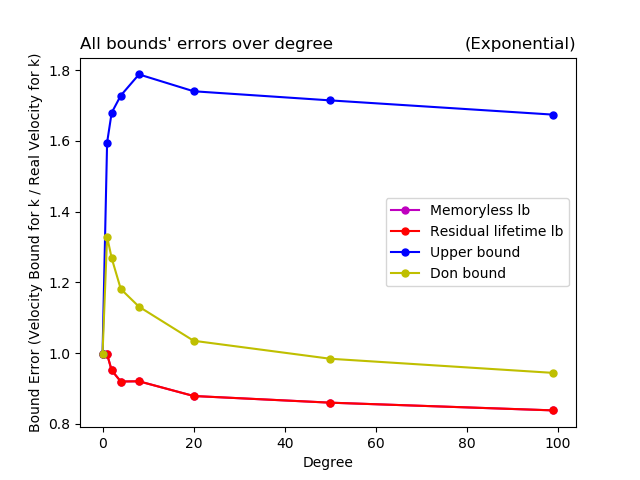 All bounds' errors over degree (Exponential)
Bound Error (Velocity Bound for k / Real Velocity for k)
1.8
1.6
1.4
1.2
1.0
0.8
Memoryless lb
Residual lifetime lb
Upper bound
Don bound
0 20 40 60 80 100
Degree